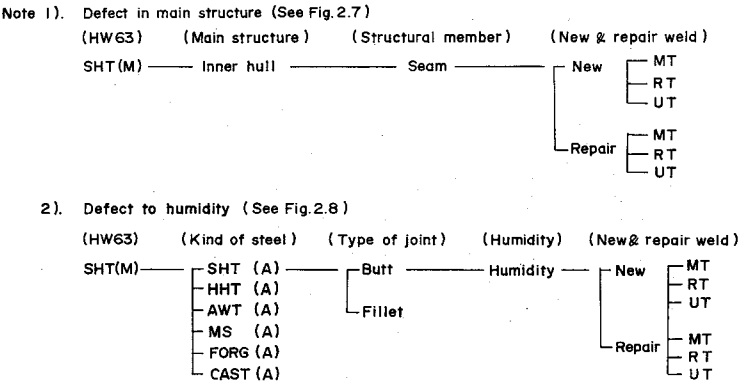 Note 1). Defect in main structure (See Fig. 2.7)
(HW63) (Main structure) (Structural member) (New & repair weld)
SHT(M) Inner hull Seam New MT
RT
UT
Repair MT
RT
UT
2). Defect to humidity (See Fig. 2.8)
(HW63) (Kind of steel) (Type of joint) (Humidity) (New & repair weld)
SHT(M) SHT (A) Butt Humidity New MT
HHT (A) RT
AWT (A) Fillet UT
MS (A) Repair MT
FORG (A) RT
CAST (A) UT